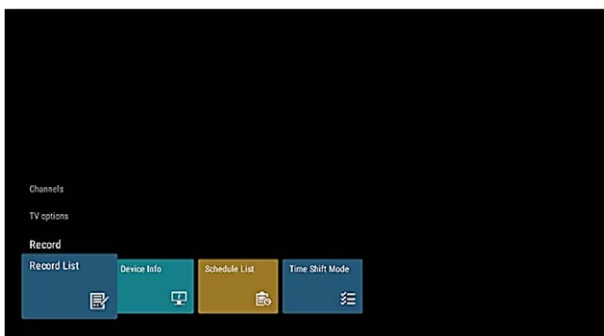 Channels
TV options
Record
Record List
Device Info
Schedule List
Time Shift Mode